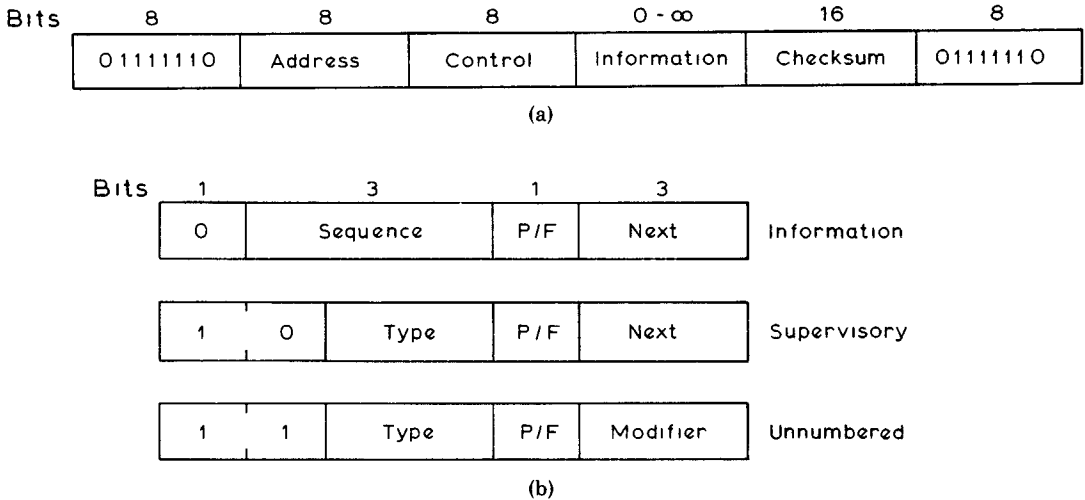 Bits 8 8 8 0 - ∞ 16 8
01111110 Address Control Information Checksum 01111110
(a)
Bits 1 3 1 3
0 Sequence P/F Next Information
1 0 Type P/F Next Supervisory
1 1 Type P/F Modifier Unnumbered
(b)